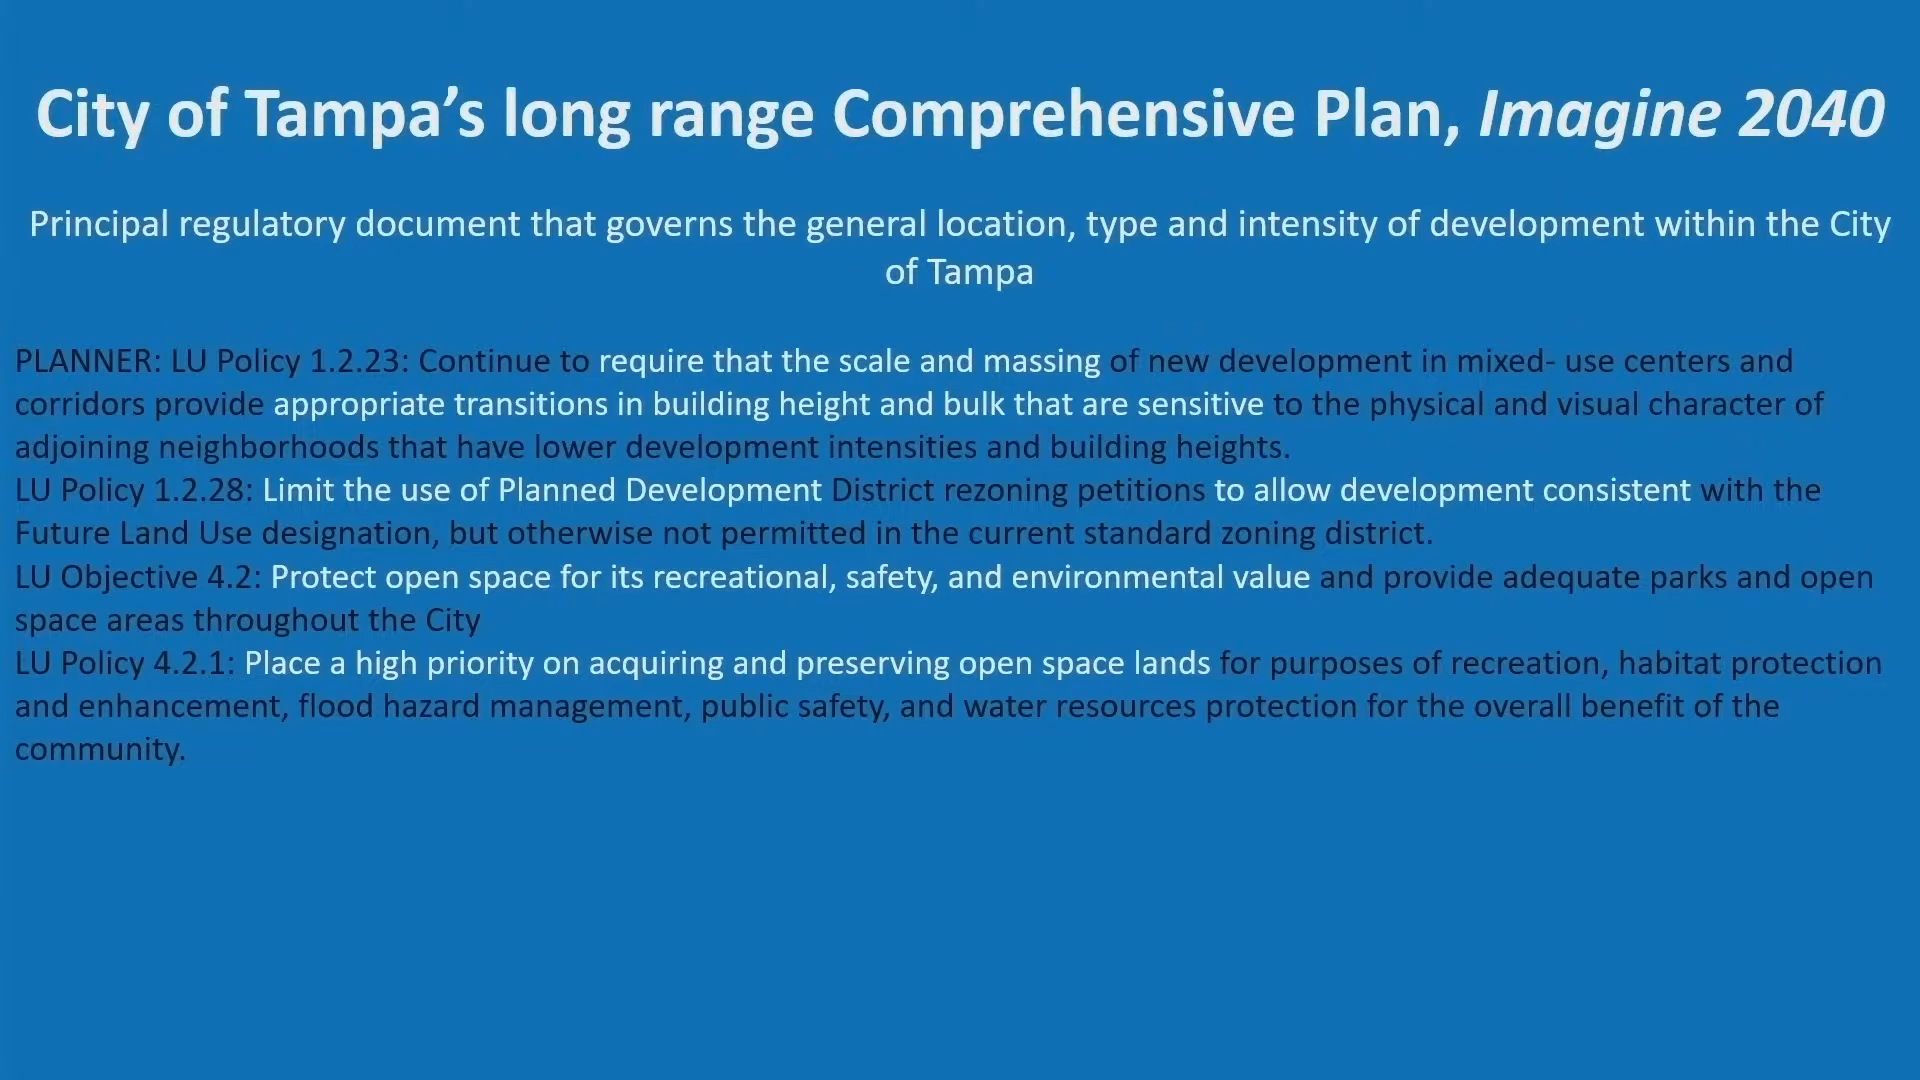 City of Tampa’s long range Comprehensive Plan, Imagine 2040
Principal regulatory document that governs the general location, type and intensity of development within the City
of Tampa
PLANNER: LU Policy 1.2.23: Continue to require that the scale and massing of new development in mixed- use centers and
corridors provide appropriate transitions in building height and bulk that are sensitive to the physical and visual character of
adjoining neighborhoods that have lower development intensities and building heights.
LU Policy 1.2.28: Limit the use of Planned Development District rezoning petitions to allow development consistent with the
Future Land Use designation, but otherwise not permitted in the current standard zoning district.
LU Objective 4.2: Protect open space for its recreational, safety, and environmental value and provide adequate parks and open
space areas throughout the City
LU Policy 4.2.1: Place a high priority on acquiring and preserving open space lands for purposes of recreation, habitat protection
and enhancement, flood hazard management, public safety, and water resources protection for the overall benefit of the
community.